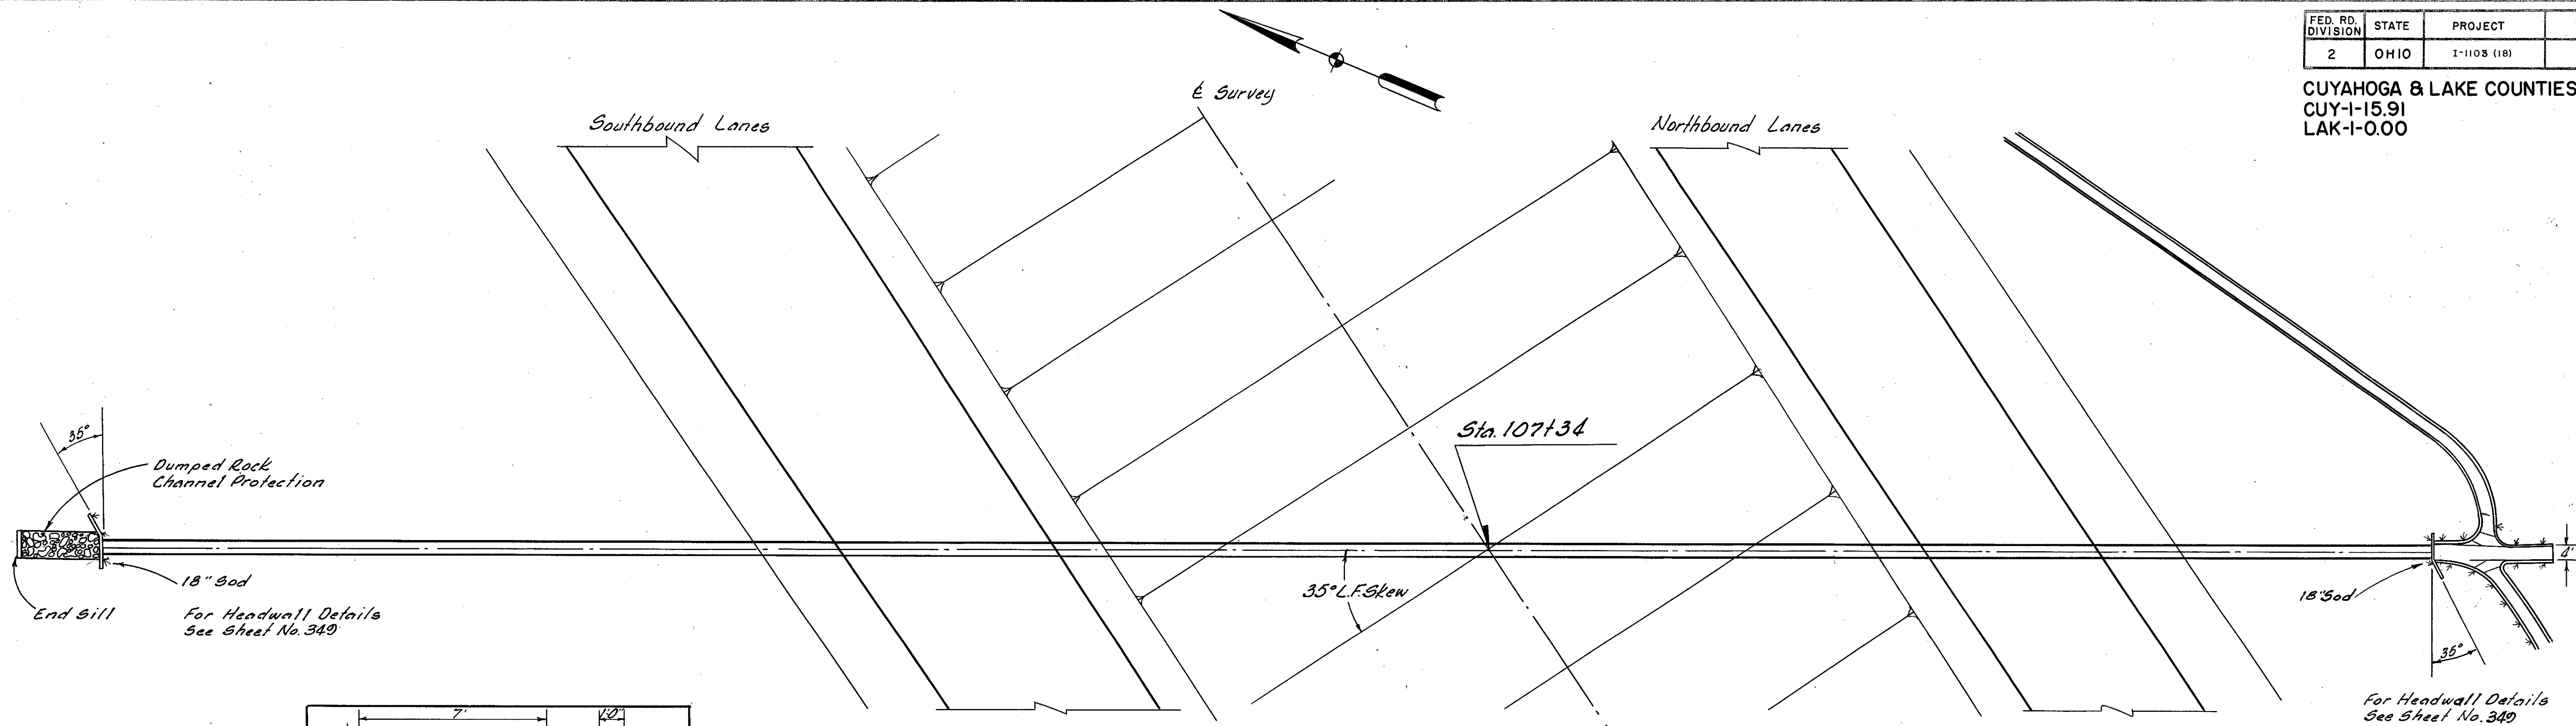 FED. RD. DIVISION STATE PROJECT
2 OHIO I-1103 (18)
CUYAHOGA & LAKE COUNTIES
CUY-1-15.91
LAK-1-0.00
Southbound Lanes
℄ Survey
Northbound Lanes
35°
Dumped Rock
Channel Protection
Sta. 107+34
18" Sod
End Sill
For Headwall Details
See Sheet No. 349
35° L.F. Skew
4'
18" Sod
35°
For Headwall Details
See Sheet No. 349
7'
1'-0"